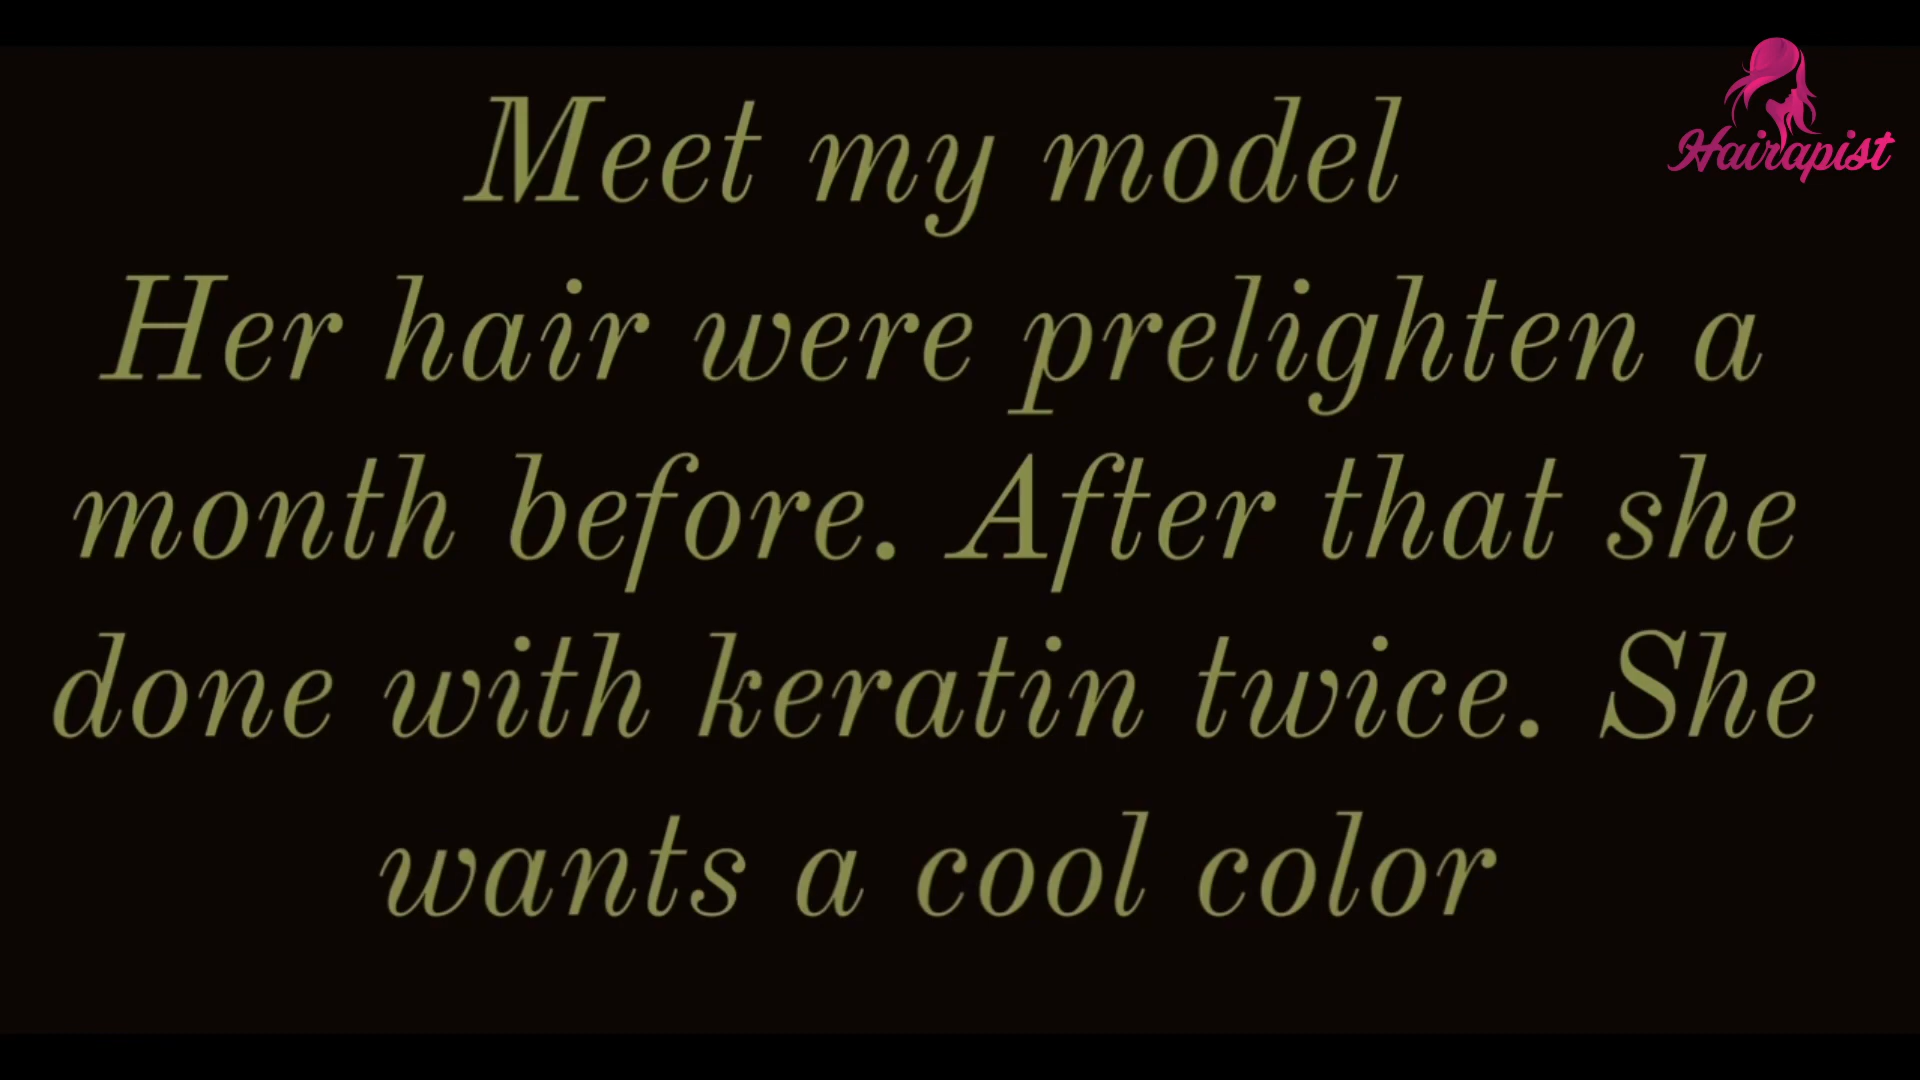 Meet my model
Her hair were prelighten a
month before. After that she
done with keratin twice. She
wants a cool color
Hairapist